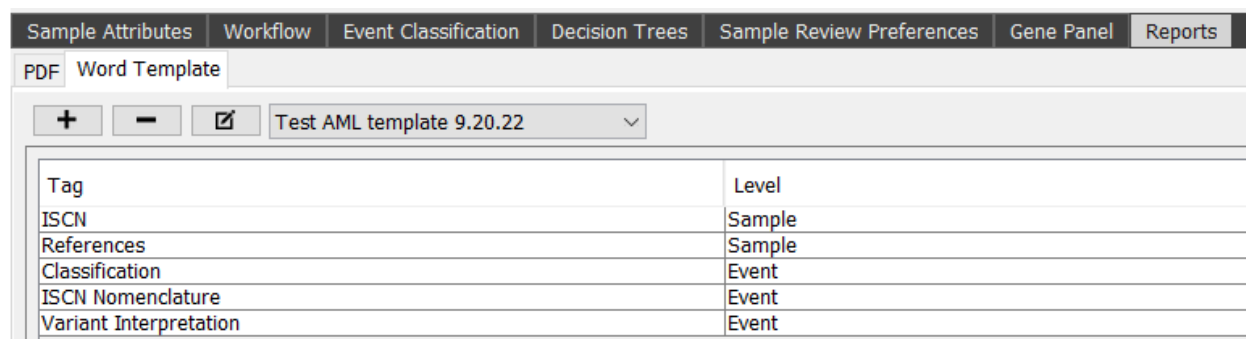 Sample Attributes Workflow Event Classification Decision Trees Sample Review Preferences Gene Panel Reports
PDF Word Template
Test AML template 9.20.22
Tag Level
ISCN Sample
References Sample
Classification Event
ISCN Nomenclature Event
Variant Interpretation Event